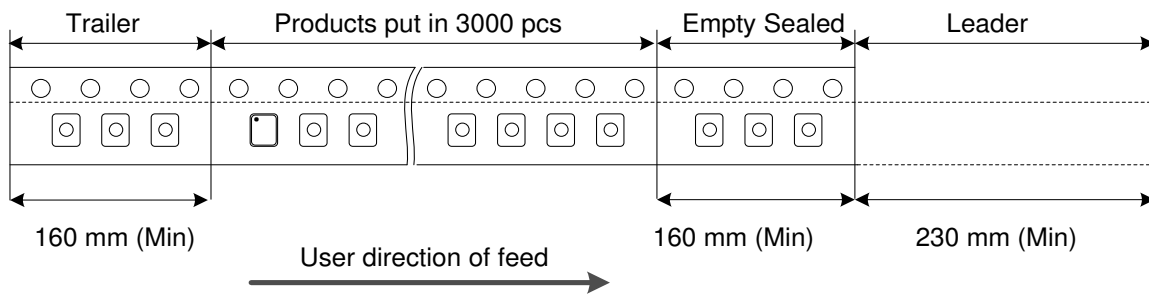 Trailer
Products put in 3000 pcs
Empty Sealed
Leader
160 mm (Min)
160 mm (Min)
230 mm (Min)
User direction of feed